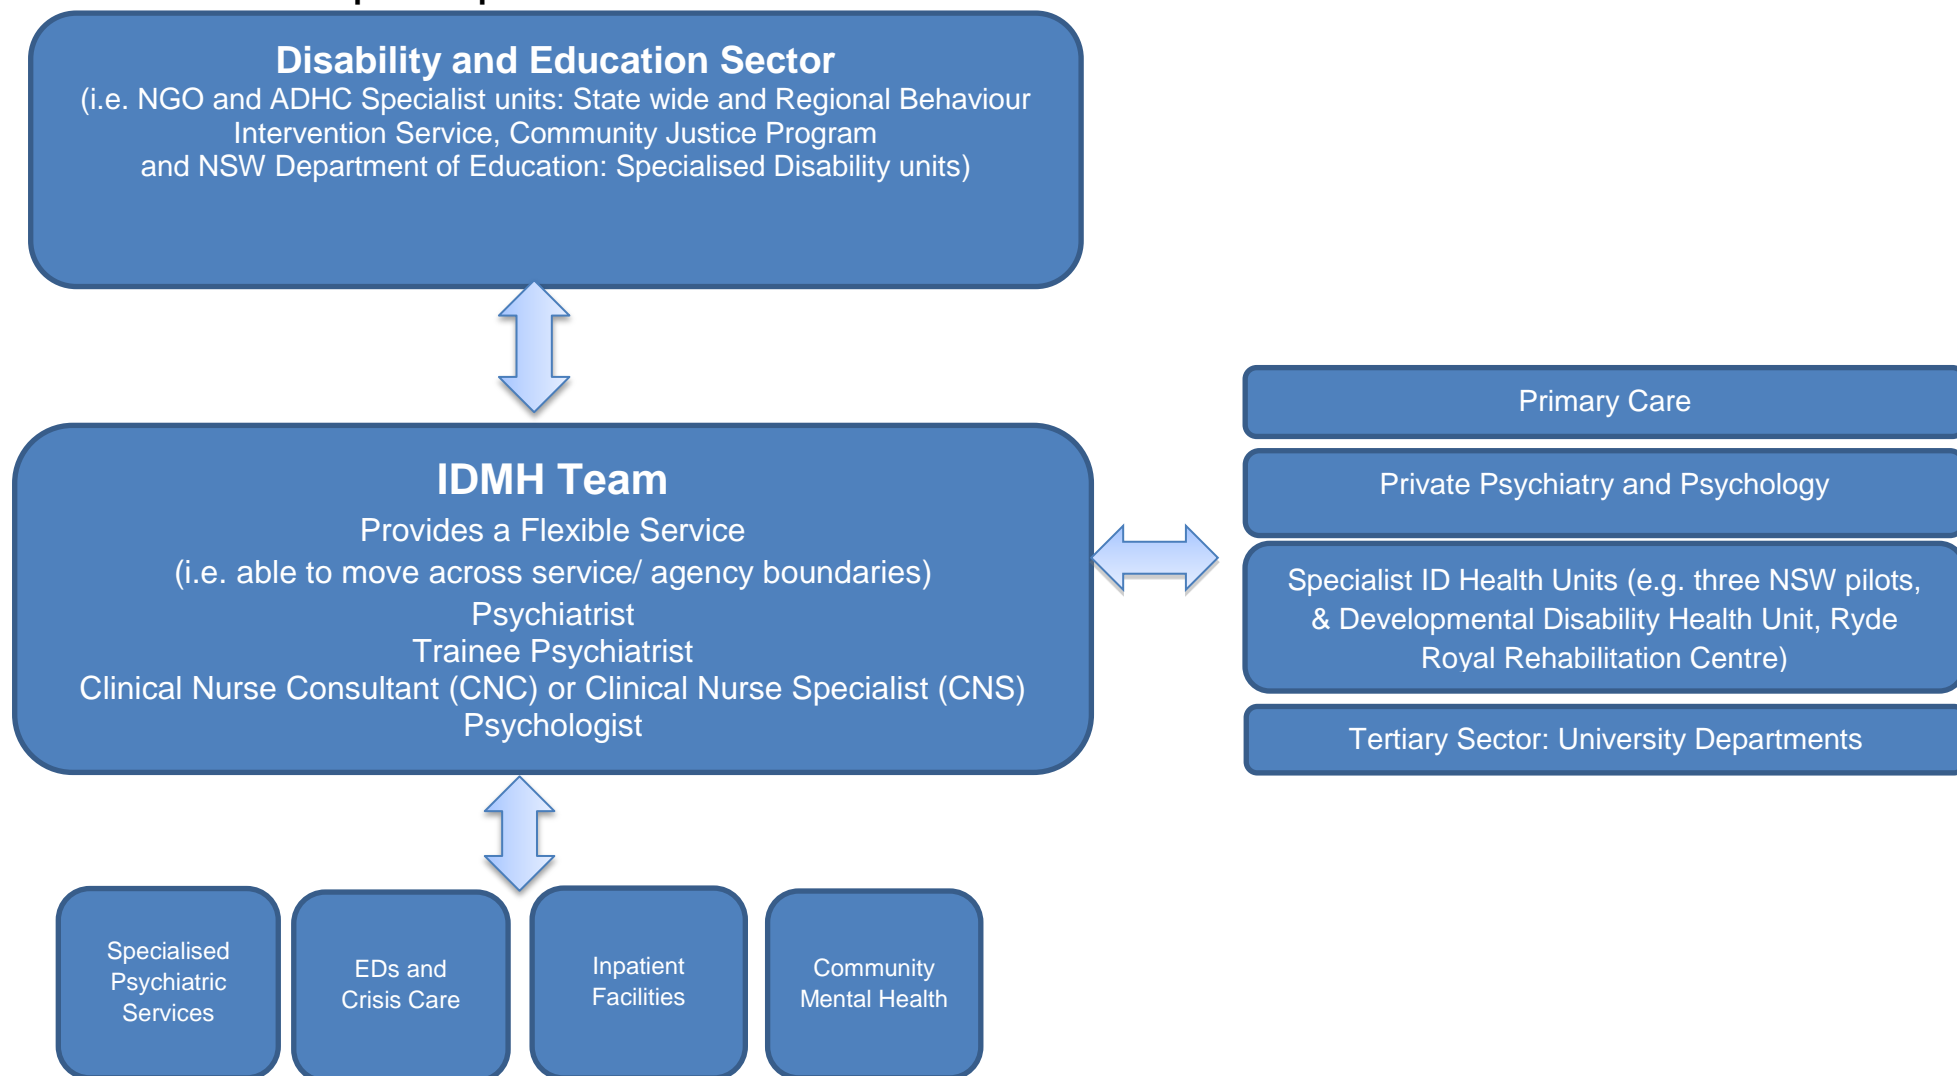 Disability and Education Sector
(i.e. NGO and ADHC Specialist units: State wide and Regional Behaviour
Intervention Service, Community Justice Program
and NSW Department of Education: Specialised Disability units)
IDMH Team
Provides a Flexible Service
(i.e. able to move across service/ agency boundaries)
Psychiatrist
Trainee Psychiatrist
Clinical Nurse Consultant (CNC) or Clinical Nurse Specialist (CNS)
Psychologist
Primary Care
Private Psychiatry and Psychology
Specialist ID Health Units (e.g. three NSW pilots,
& Developmental Disability Health Unit, Ryde
Royal Rehabilitation Centre)
Tertiary Sector: University Departments
Specialised
Psychiatric
Services
EDs and
Crisis Care
Inpatient
Facilities
Community
Mental Health